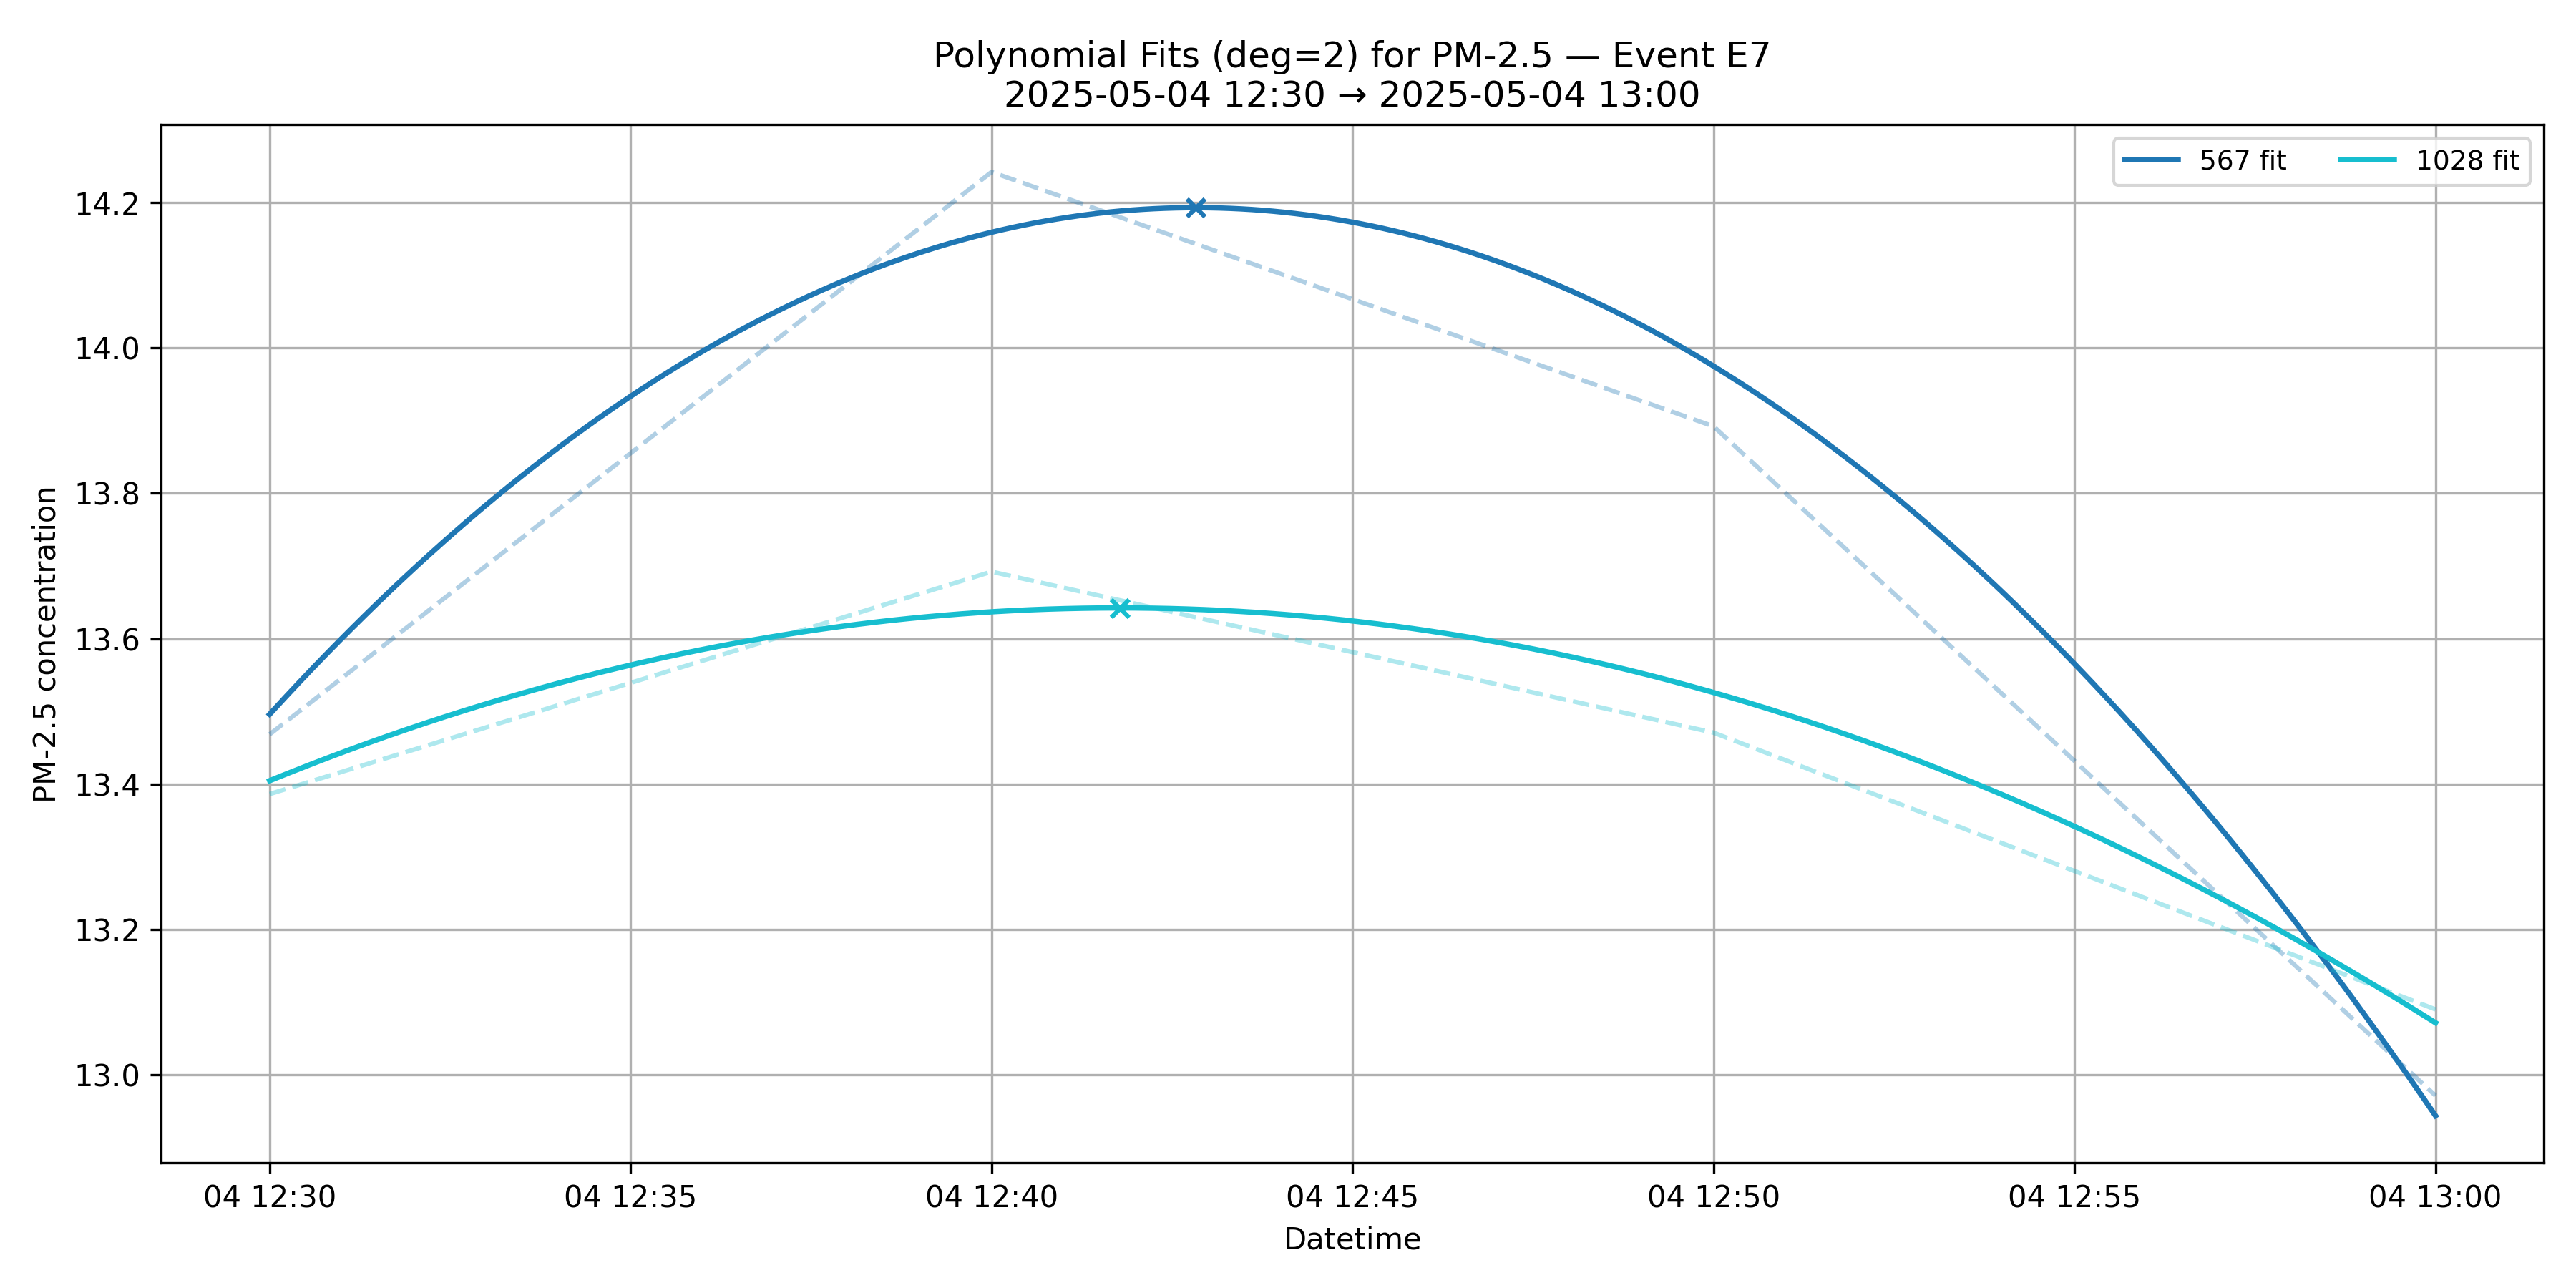 Polynomial Fits (deg=2) for PM-2.5 — Event E7
2025-05-04 12:30 → 2025-05-04 13:00
567 fit 1028 fit
PM-2.5 concentration
14.2
14.0
13.8
13.6
13.4
13.2
13.0
04 12:30 04 12:35 04 12:40 04 12:45 04 12:50 04 12:55 04 13:00
Datetime